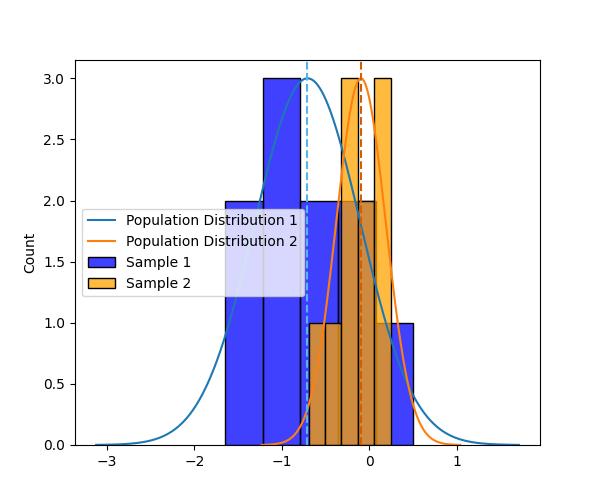 3.0
2.5
2.0
1.5
1.0
0.5
0.0
Count
Population Distribution 1
Population Distribution 2
Sample 1
Sample 2
−3 −2 −1 0 1